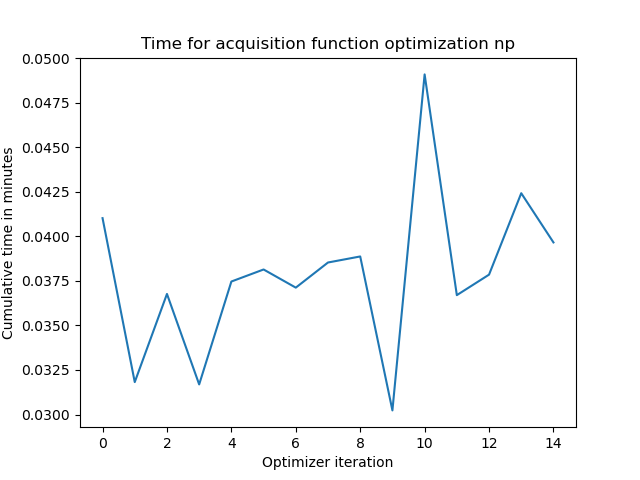 Time for acquisition function optimization np
0.0500
0.0475
0.0450
0.0425
0.0400
0.0375
0.0350
0.0325
0.0300
Cumulative time in minutes
0 2 4 6 8 10 12 14
Optimizer iteration